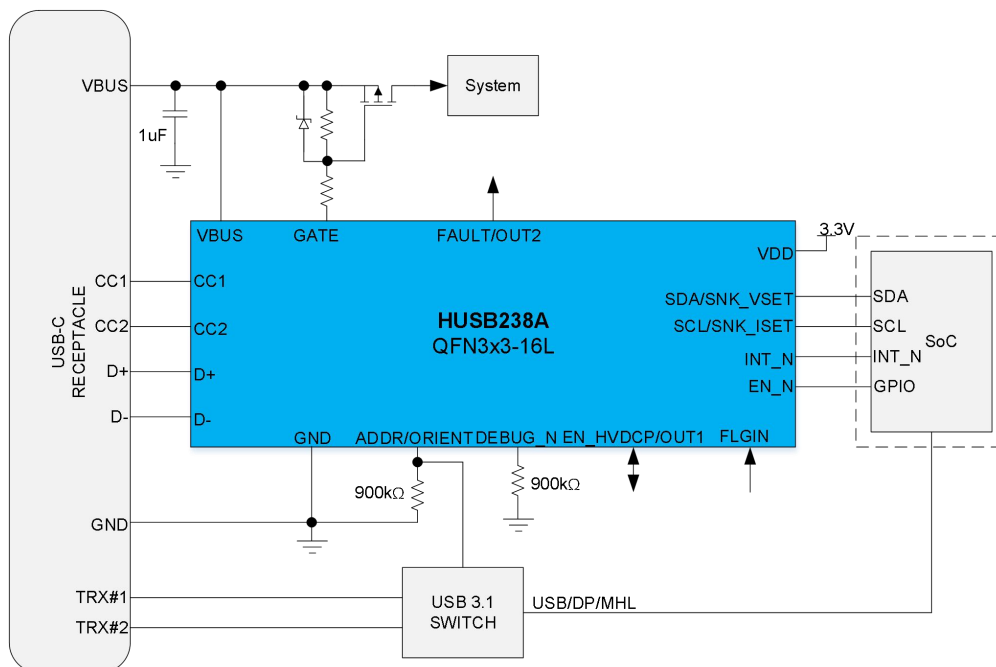 VBUS
1uF
System
VBUS
GATE
FAULT/OUT2
3.3V
VDD
CC1
CC1
SDA/SNK_VSET
SDA
USB-C
RECEPTACLE
HUSB238A
QFN3x3-16L
CC2
CC2
SCL/SNK_ISET
SCL
SoC
D+
D+
INT_N
INT_N
EN_N
GPIO
D-
D-
GND
ADDR/ORIENT
DEBUG_N
EN_HVDCP/OUT1
FLGIN
900kΩ
900kΩ
GND
TRX#1
TRX#2
USB 3.1
SWITCH
USB/DP/MHL